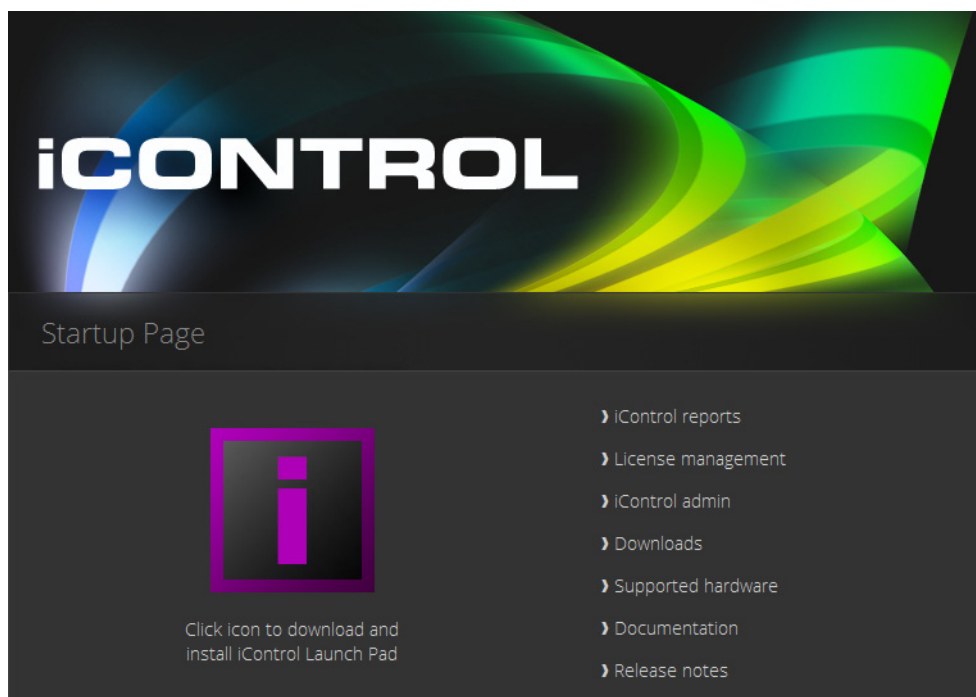 iCONTROL
Startup Page
Click icon to download and
install iControl Launch Pad
iControl reports
License management
iControl admin
Downloads
Supported hardware
Documentation
Release notes